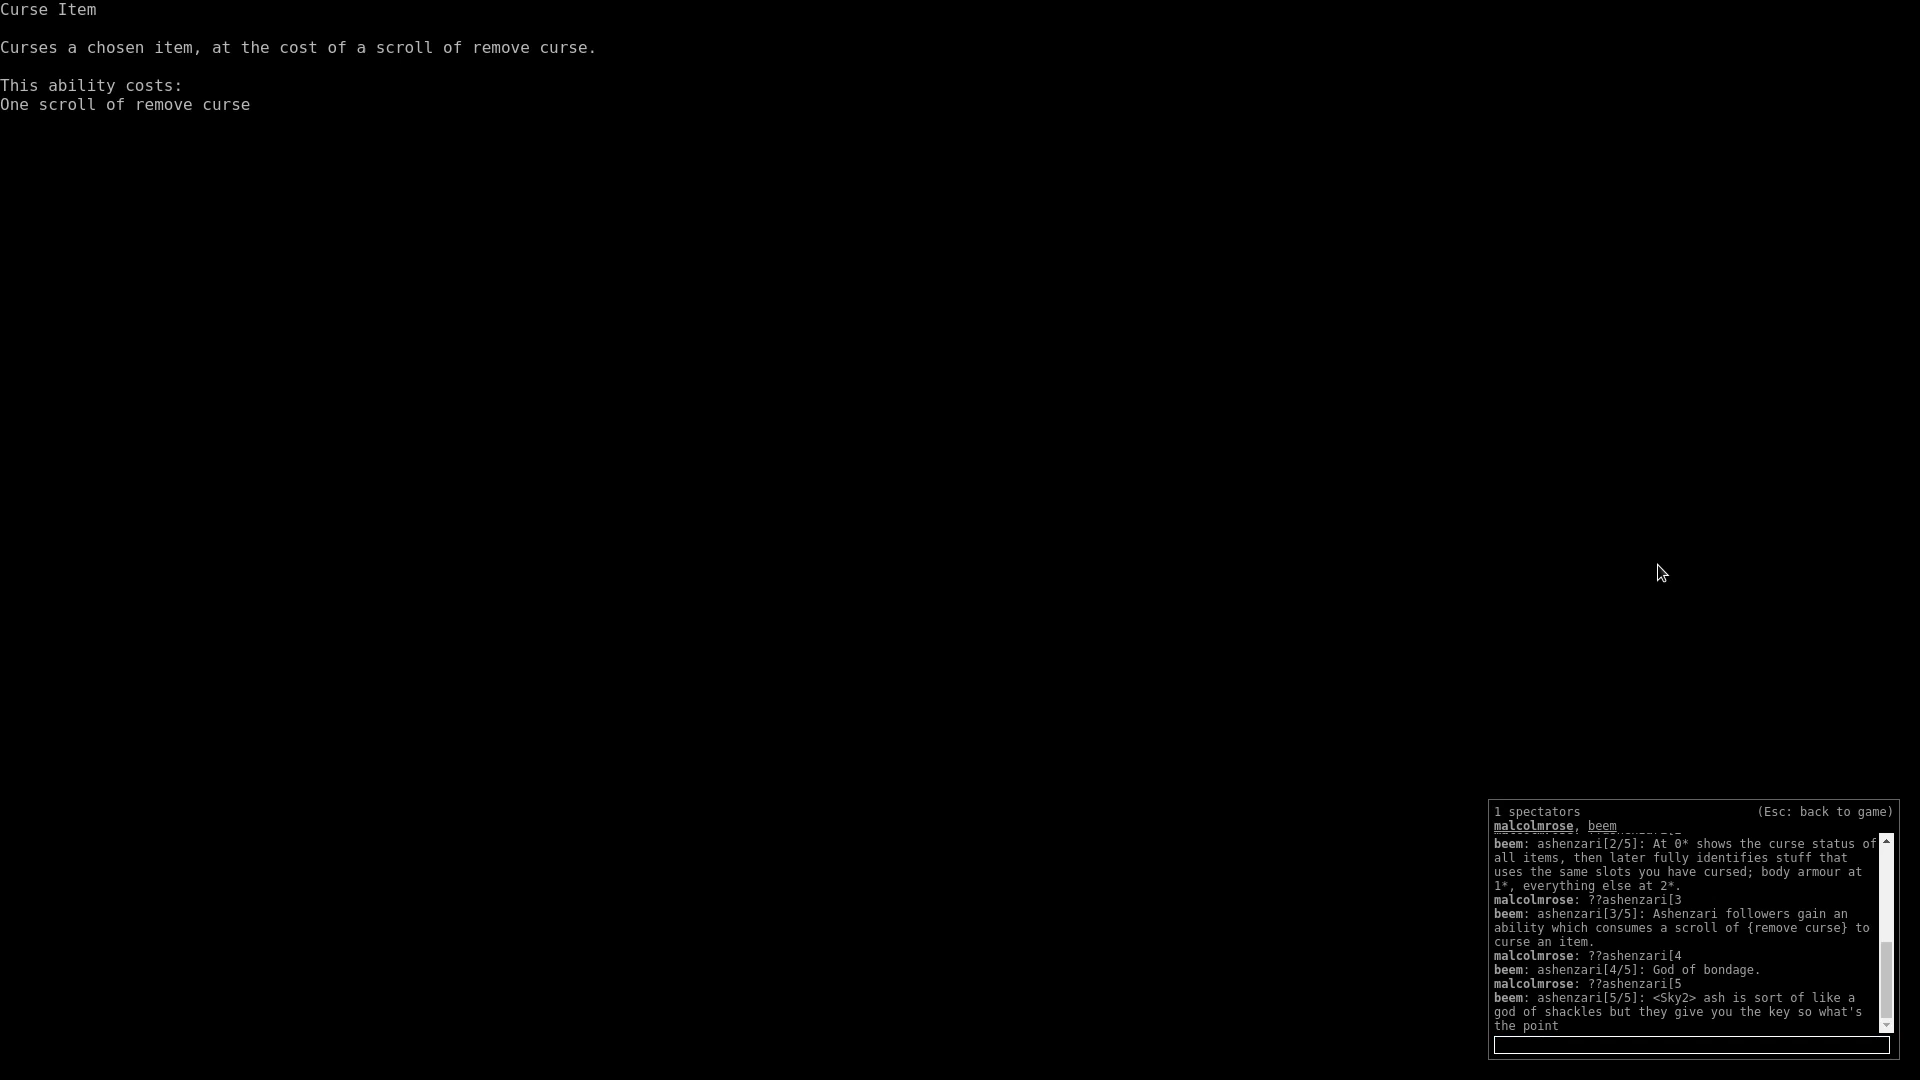 Curse Item
Curses a chosen item, at the cost of a scroll of remove curse.
This ability costs:
One scroll of remove curse
1 spectators (Esc: back to game)
malcolmrose, beem
beem: ashenzari[2/5]: At 0* shows the curse status of
all items, then later fully identifies stuff that
uses the same slots you have cursed; body armour at
1*, everything else at 2*.
malcolmrose: ??ashenzari[3
beem: ashenzari[3/5]: Ashenzari followers gain an
ability which consumes a scroll of {remove curse} to
curse an item.
malcolmrose: ??ashenzari[4
beem: ashenzari[4/5]: God of bondage.
malcolmrose: ??ashenzari[5
beem: ashenzari[5/5]: <Sky2> ash is sort of like a
god of shackles but they give you the key so what's
the point